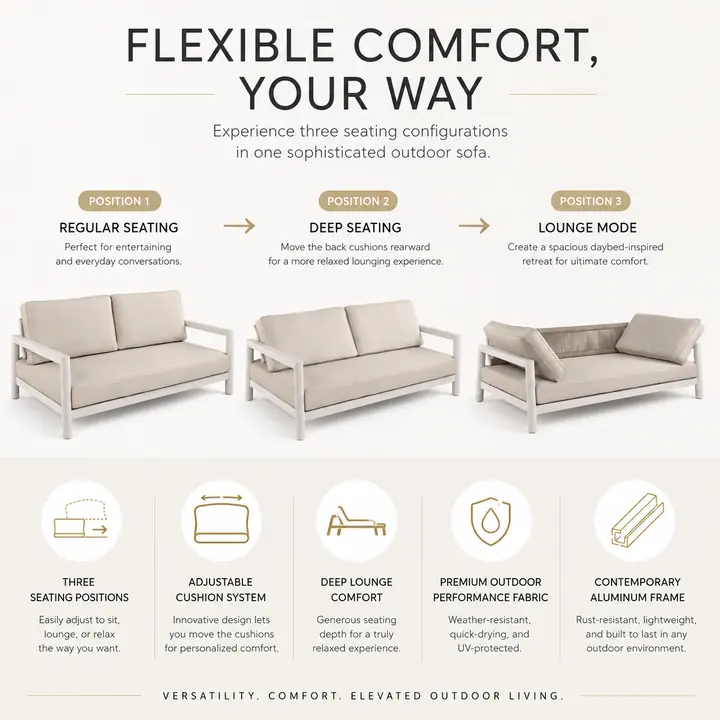 FLEXIBLE COMFORT,
YOUR WAY
Experience three seating configurations
in one sophisticated outdoor sofa.
POSITION 1
REGULAR SEATING
Perfect for entertaining
and everyday conversations.
POSITION 2
DEEP SEATING
Move the back cushions rearward
for a more relaxed lounging experience.
POSITION 3
LOUNGE MODE
Create a spacious daybed-inspired
retreat for ultimate comfort.
THREE
SEATING POSITIONS
Easily adjust to sit,
lounge, or relax
the way you want.
ADJUSTABLE
CUSHION SYSTEM
Innovative design lets
you move the cushions
for personalized comfort.
DEEP LOUNGE
COMFORT
Generous seating
depth for a truly
relaxed experience.
PREMIUM OUTDOOR
PERFORMANCE FABRIC
Weather-resistant,
quick-drying, and
UV-protected.
CONTEMPORARY
ALUMINUM FRAME
Rust-resistant, lightweight,
and built to last in any
outdoor environment.
VERSATILITY. COMFORT. ELEVATED OUTDOOR LIVING.